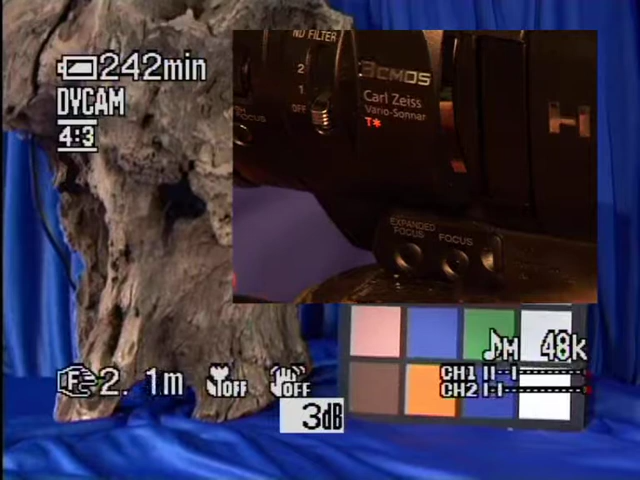 242min
DVCAM
4:3
ND FILTER
2
1
OFF
FOCUS
3CMOS
Carl Zeiss
Vario-Sonnar
T*
H
EXPANDED
FOCUS
FOCUS
♪M 48k
CH1
CH2
F 2.1m
OFF
OFF
3dB